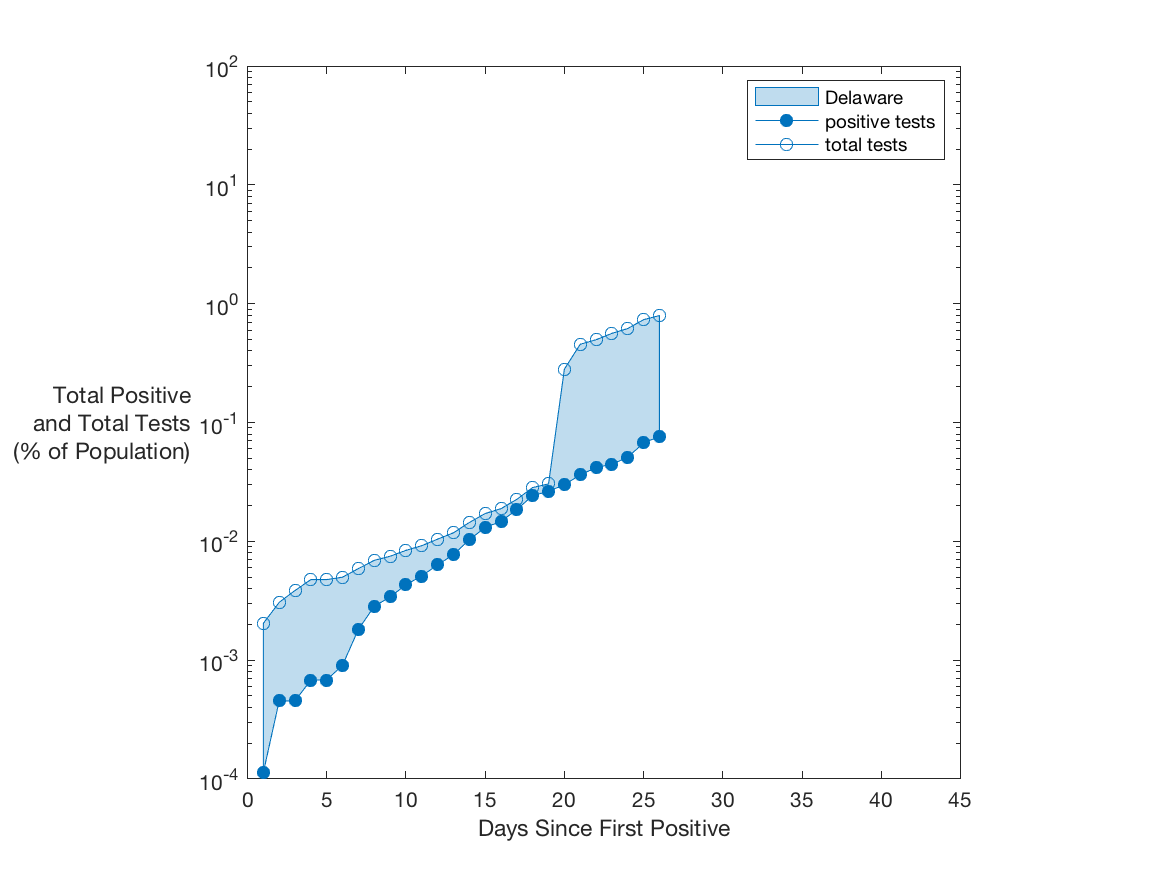 10^2
10^1
10^0
10^-1
10^-2
10^-3
10^-4
Total Positive
and Total Tests
(% of Population)
Delaware
positive tests
total tests
0 5 10 15 20 25 30 35 40 45
Days Since First Positive